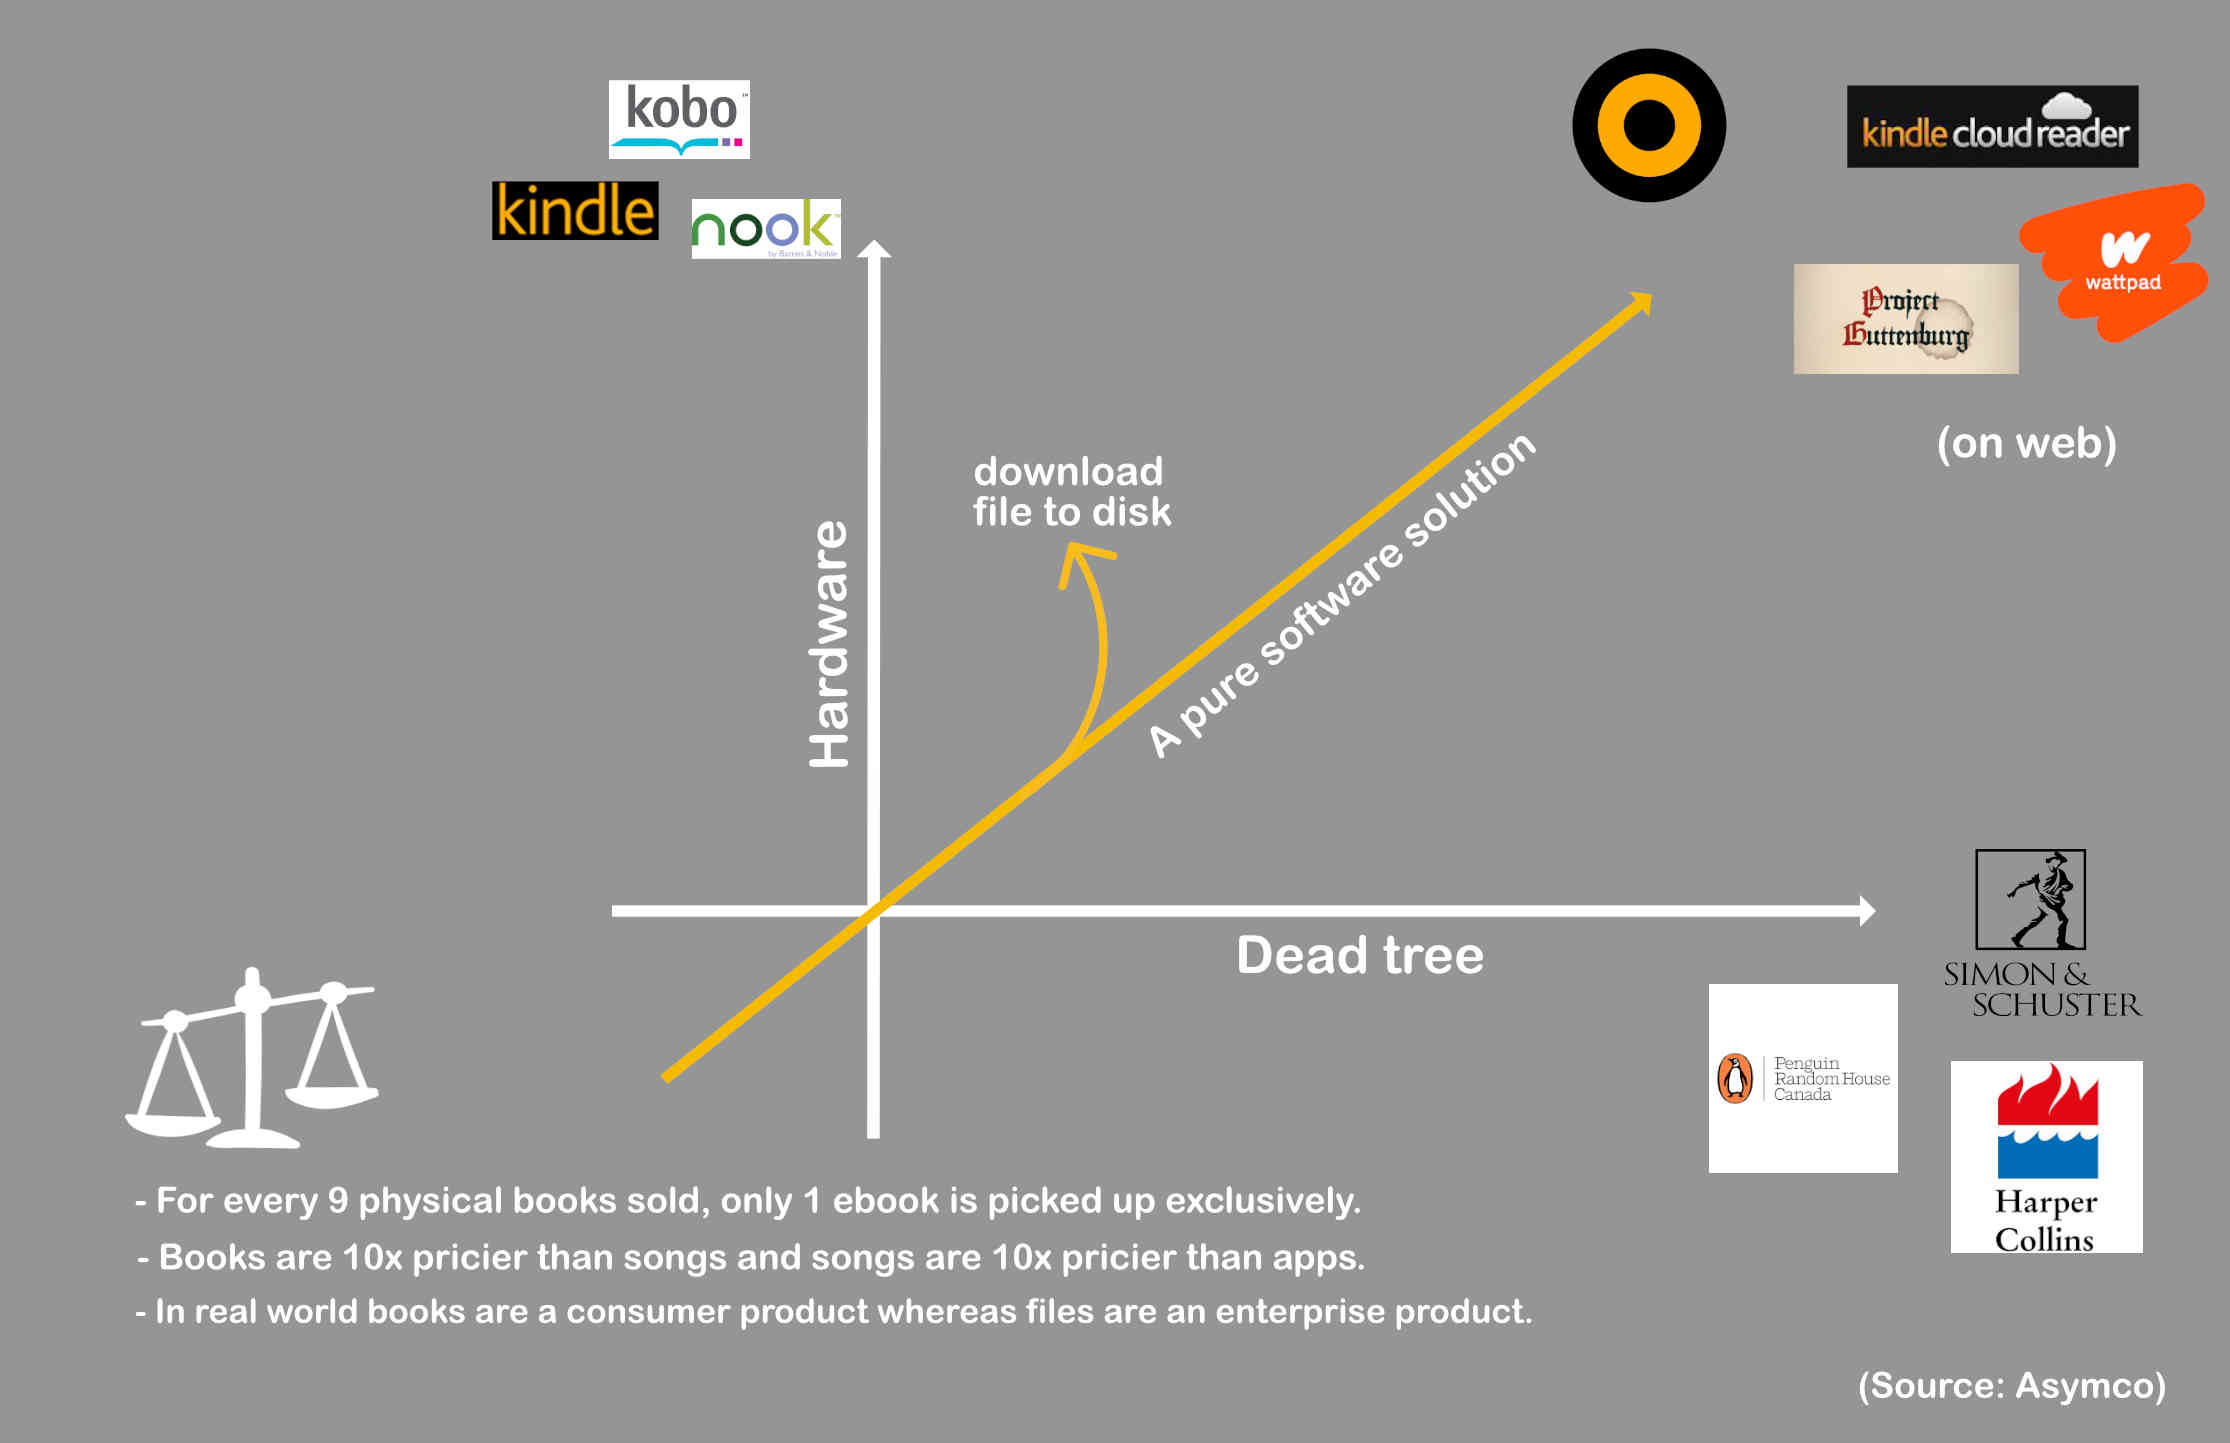 kobo™
kindle
nook™
by Barnes & Noble
kindle cloud reader
w
wattpad
Project
Guttenburg
(on web)
download
file to disk
A pure software solution
Hardware
Dead tree
SIMON &
SCHUSTER
Penguin
Random House
Canada
Harper
Collins
- For every 9 physical books sold, only 1 ebook is picked up exclusively.
- Books are 10x pricier than songs and songs are 10x pricier than apps.
- In real world books are a consumer product whereas files are an enterprise product.
(Source: Asymco)